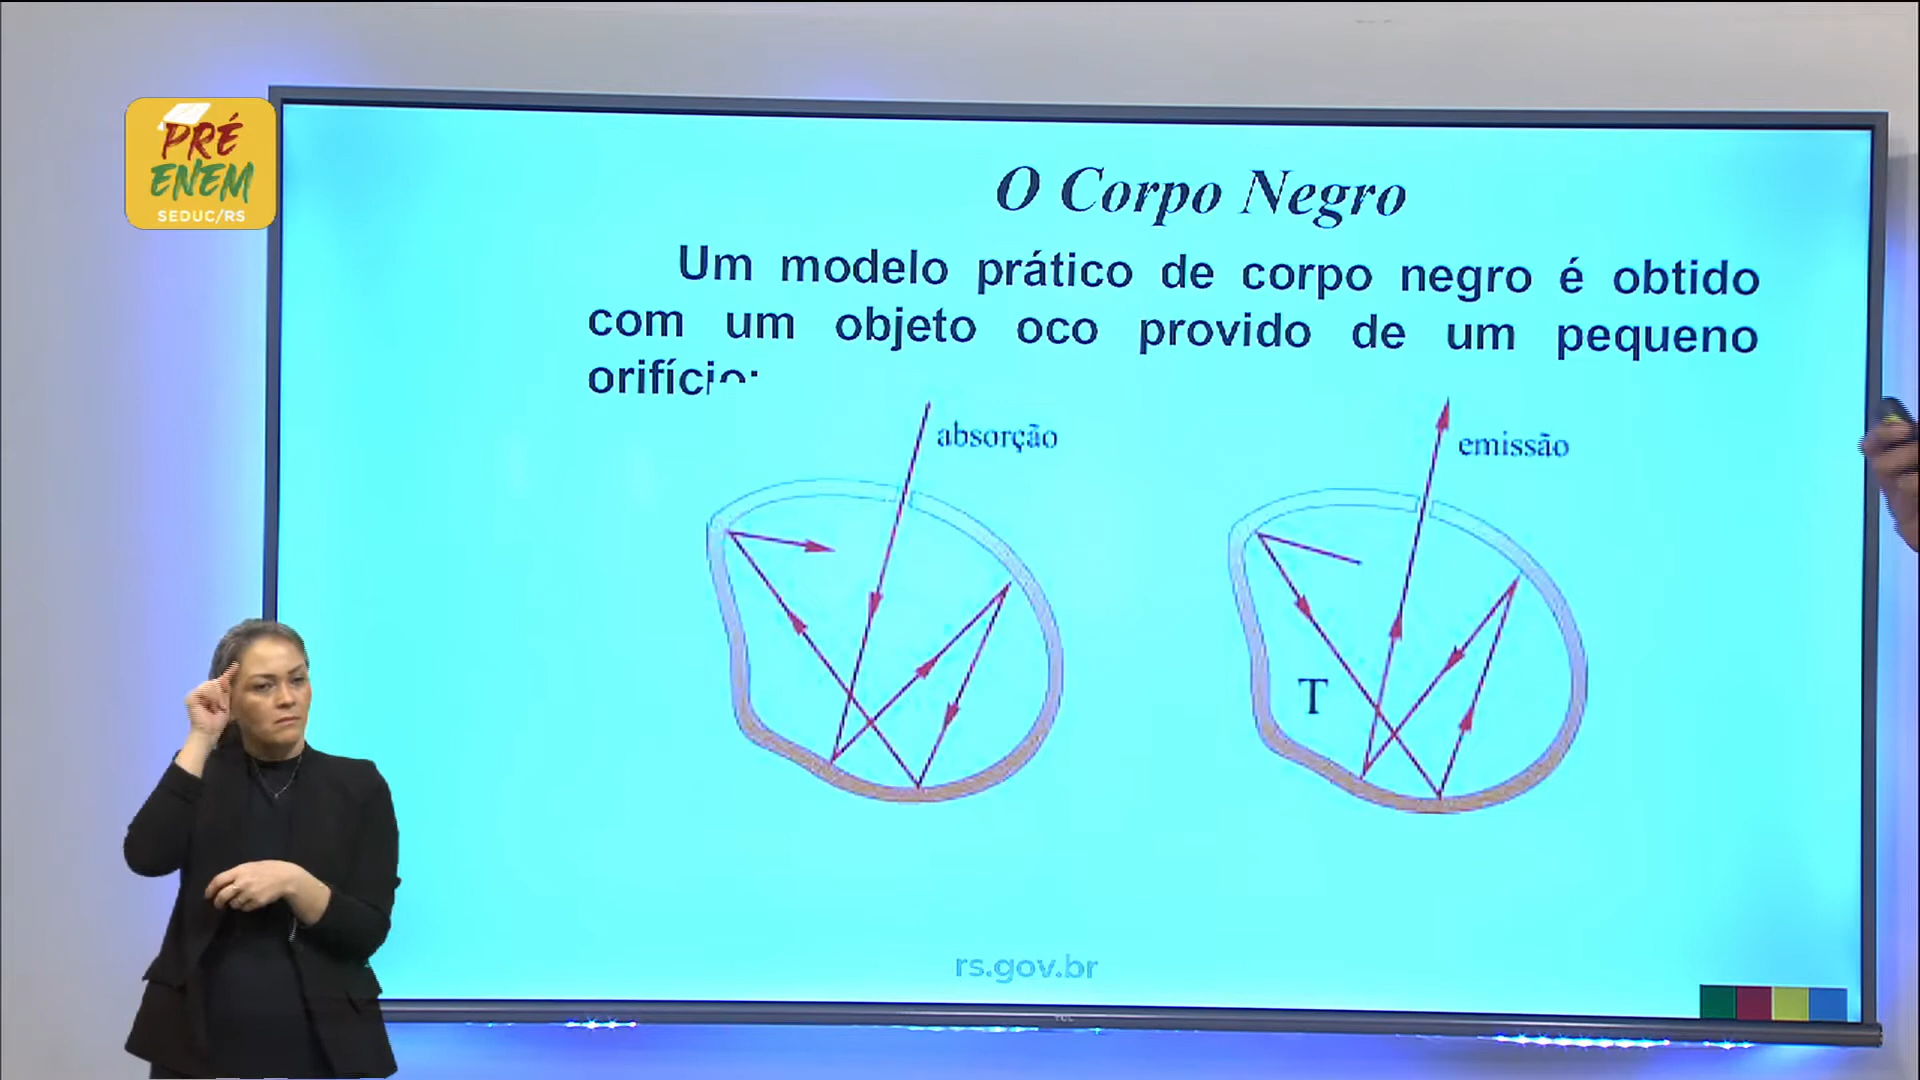 PRÉ
ENEM
SEDUC/RS
O Corpo Negro
Um modelo prático de corpo negro é obtido
com um objeto oco provido de um pequeno
orifício:
absorção
emissão
T
rs.gov.br
TCL